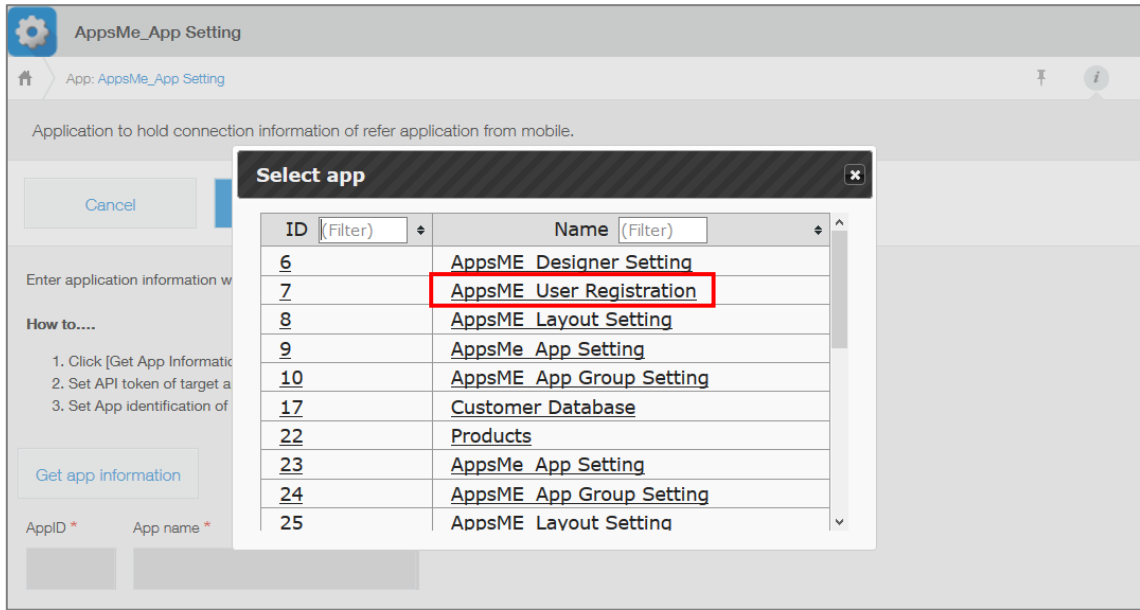 AppsMe_App Setting
App: AppsMe_App Setting
i
Application to hold connection information of refer application from mobile.
Select app
Cancel
ID (Filter) Name (Filter)
6 AppsME_Designer Setting
7 AppsME_User Registration
8 AppsME_Layout Setting
9 AppsMe_App Setting
10 AppsME_App Group Setting
17 Customer Database
22 Products
23 AppsMe_App Setting
24 AppsME_App Group Setting
25 AppsME_Layout Setting
Enter application information w
How to....
1. Click [Get App Informatio
2. Set API token of target a
3. Set App identification of
Get app information
AppID * App name *